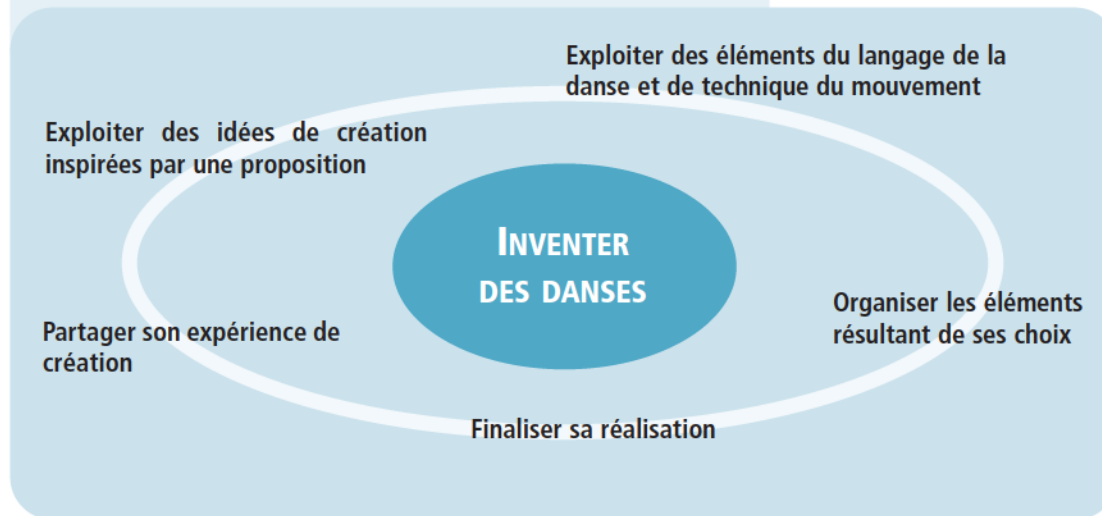 Exploiter des éléments du langage de la
danse et de technique du mouvement
Exploiter des idées de création
inspirées par une proposition
INVENTER
DES DANSES
Organiser les éléments
résultant de ses choix
Partager son expérience de
création
Finaliser sa réalisation